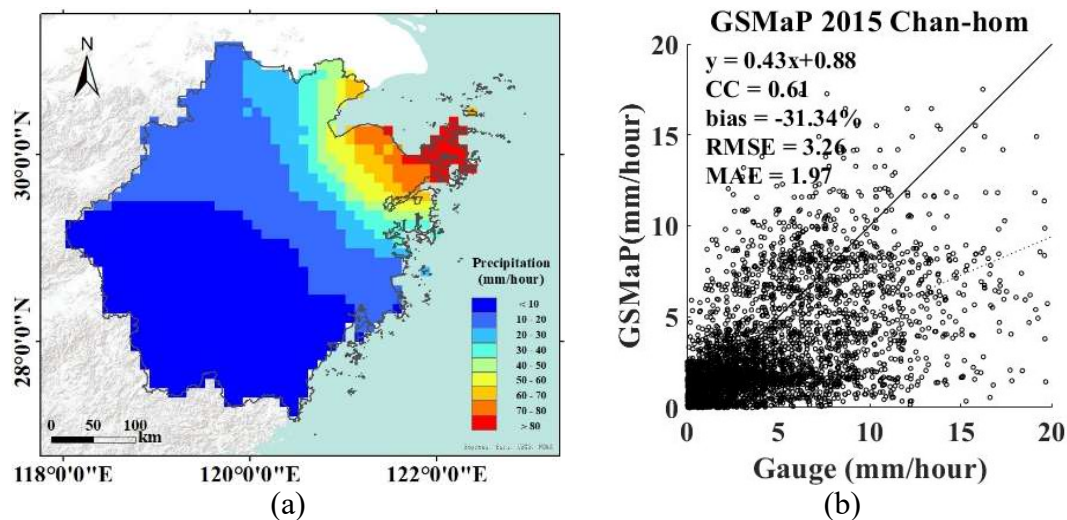 N
30°0'0"N
28°0'0"N
118°0'0"E
120°0'0"E
122°0'0"E
0
50
100
km
Precipitation
(mm/hour)
< 10
10 - 20
20 - 30
30 - 40
40 - 50
50 - 60
60 - 70
70 - 80
> 80
(a)
GSMaP 2015 Chan-hom
y = 0.43x+0.88
CC = 0.61
bias = -31.34%
RMSE = 3.26
MAE = 1.97
GSMaP(mm/hour)
20
15
10
5
0
0
5
10
15
20
Gauge (mm/hour)
(b)